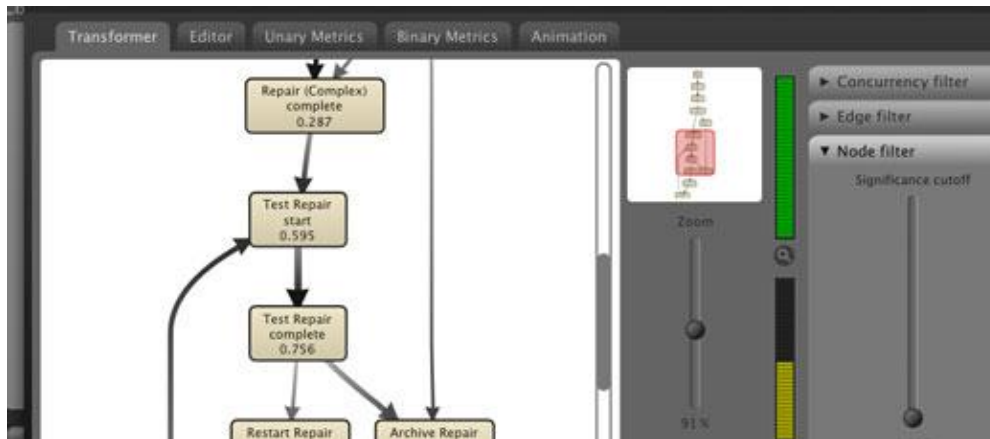 Transformer
Editor
Unary Metrics
Binary Metrics
Animation
Repair (Complex)
complete
0.287
Test Repair
start
0.595
Test Repair
complete
0.756
Restart Repair
Archive Repair
Zoom
91%
Concurrency filter
Edge filter
Node filter
Significance cutoff